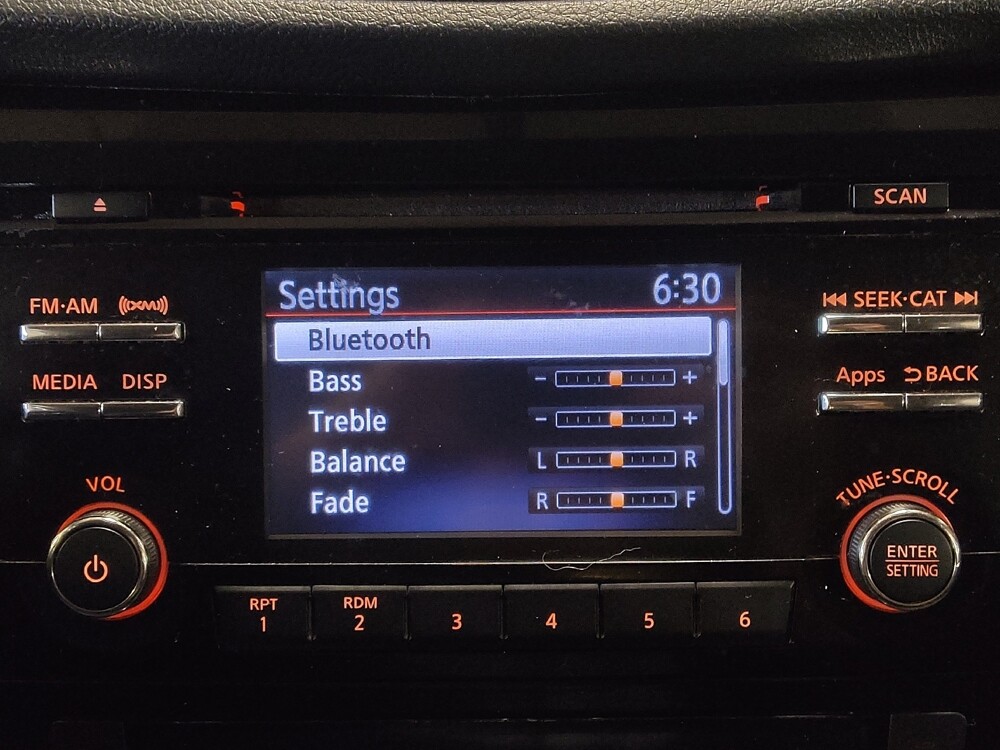 SCAN
FM·AM ((XM))
SEEK·CAT
MEDIA DISP
Apps BACK
Settings 6:30
Bluetooth
Bass - +
Treble - +
Balance L R
Fade R F
VOL
TUNE·SCROLL
ENTER
SETTING
RPT
1
RDM
2
3
4
5
6